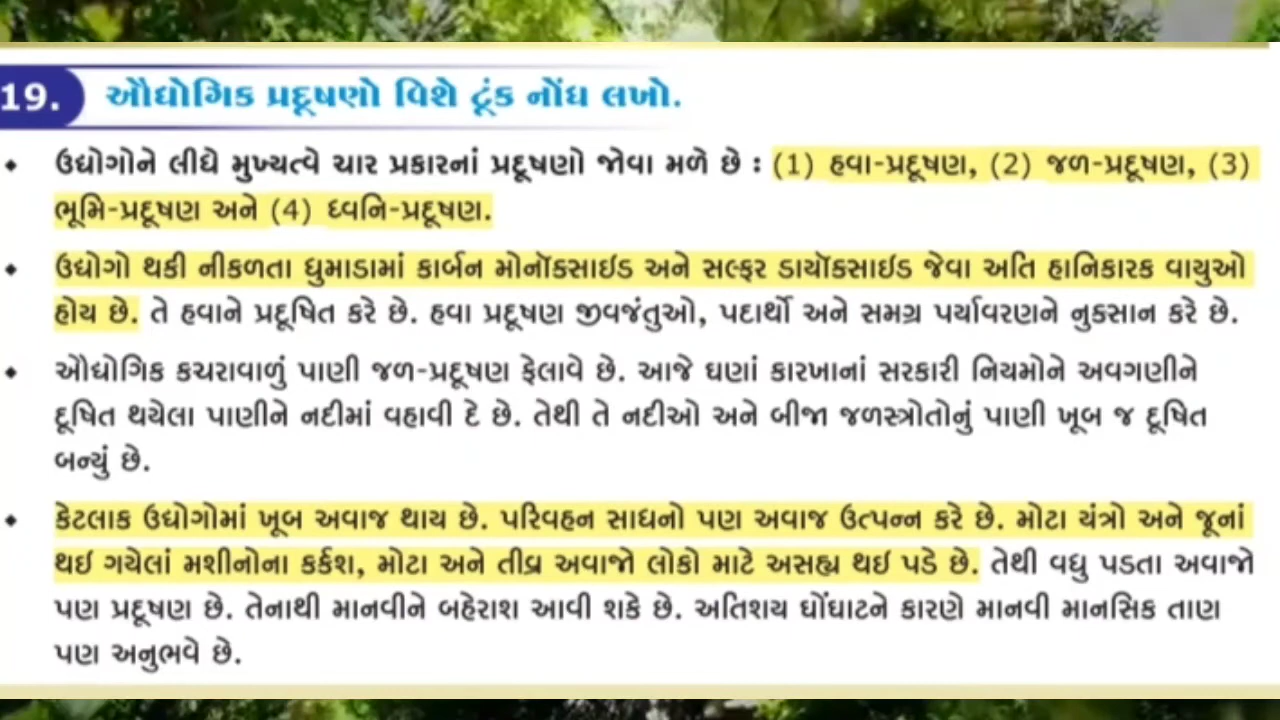 19. ઔદ્યોગિક પ્રદૂષણો વિશે ટૂંક નોંધ લખો.
• ઉદ્યોગોને લીધે મુખ્યત્વે ચાર પ્રકારનાં પ્રદૂષણો જોવા મળે છે : (1) હવા-પ્રદૂષણ, (2) જળ-પ્રદૂષણ, (3)
ભૂમિ-પ્રદૂષણ અને (4) ધ્વનિ-પ્રદૂષણ.
• ઉદ્યોગો થકી નીકળતા ધુમાડામાં કાર્બન મોનૉક્સાઇડ અને સલ્ફર ડાયૉક્સાઇડ જેવા અતિ હાનિકારક વાયુઓ
હોય છે. તે હવાને પ્રદૂષિત કરે છે. હવા પ્રદૂષણ જીવજંતુઓ, પદાર્થો અને સમગ્ર પર્યાવરણને નુક્સાન કરે છે.
• ઔદ્યોગિક કચરાવાળું પાણી જળ-પ્રદૂષણ ફેલાવે છે. આજે ઘણાં કારખાનાં સરકારી નિયમોને અવગણીને
દૂષિત થયેલા પાણીને નદીમાં વહાવી દે છે. તેથી તે નદીઓ અને બીજા જળસ્ત્રોતોનું પાણી ખૂબ જ દૂષિત
બન્યું છે.
• કેટલાક ઉદ્યોગોમાં ખૂબ અવાજ થાય છે. પરિવહન સાધનો પણ અવાજ ઉત્પન્ન કરે છે. મોટા યંત્રો અને જૂનાં
થઈ ગયેલાં મશીનોના કર્કશ, મોટા અને તીવ્ર અવાજો લોકો માટે અસહ્ય થઈ પડે છે. તેથી વધુ પડતા અવાજો
પણ પ્રદૂષણ છે. તેનાથી માનવીને બહેરાશ આવી શકે છે. અતિશય ઘોંઘાટને કારણે માનવી માનસિક તાણ
પણ અનુભવે છે.